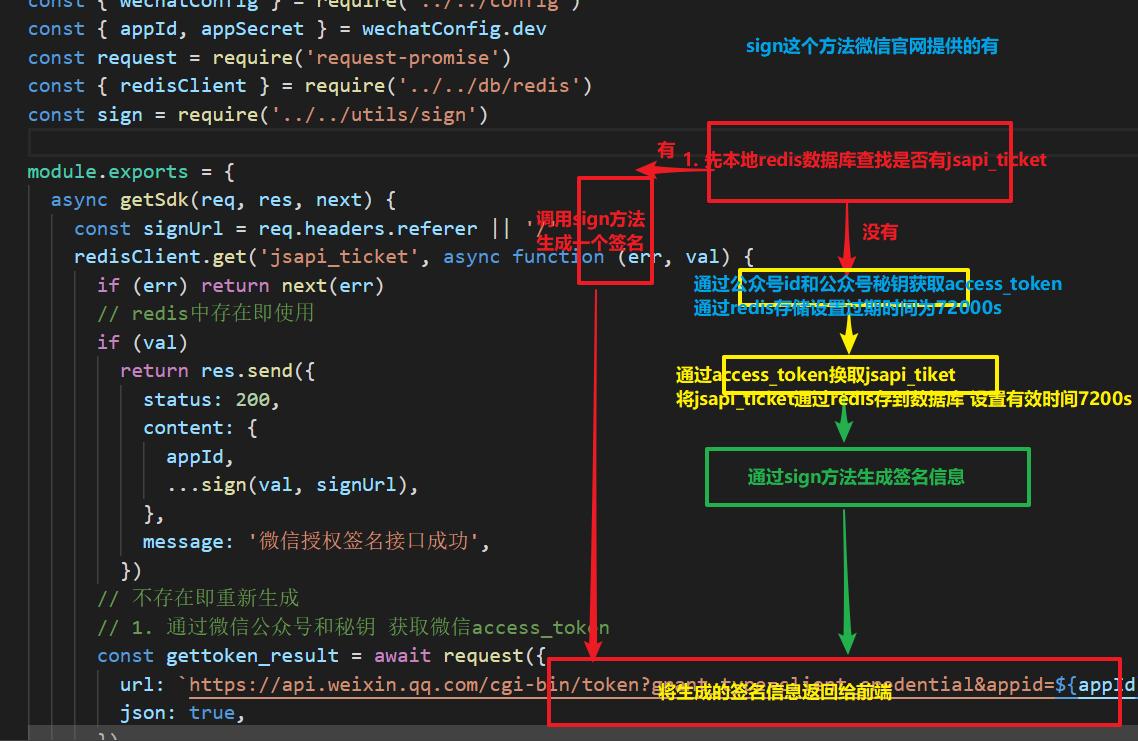 const { wechatConfig } = require('../../config')
const { appId, appSecret } = wechatConfig.dev
sign这个方法微信官网提供的有
const request = require('request-promise')
const { redisClient } = require('../../db/redis')
const sign = require('../../utils/sign')
有
1. 先本地redis数据库查找是否有jsapi_ticket
module.exports = {
async getSdk(req, res, next) {
const signUrl = req.headers.referer || '/'
调用sign方法
生成一个签名
没有
redisClient.get('jsapi_ticket', async function (err, val) {
if (err) return next(err)
通过公众号id和公众号秘钥获取access_token
通过redis存储设置过期时间为72000s
// redis中存在即使用
if (val)
return res.send({
通过access_token换取jsapi_tiket
将jsapi_ticket通过redis存到数据库 设置有效时间7200s
status: 200,
content: {
appId,
...sign(val, signUrl),
通过sign方法生成签名信息
},
message: '微信授权签名接口成功',
})
// 不存在即重新生成
// 1. 通过微信公众号和秘钥 获取微信access_token
const gettoken_result = await request({
url: `https://api.weixin.qq.com/cgi-bin/token?grant_type=client_credential&appid=${appId
将生成的签名信息返回给前端
json: true,
})